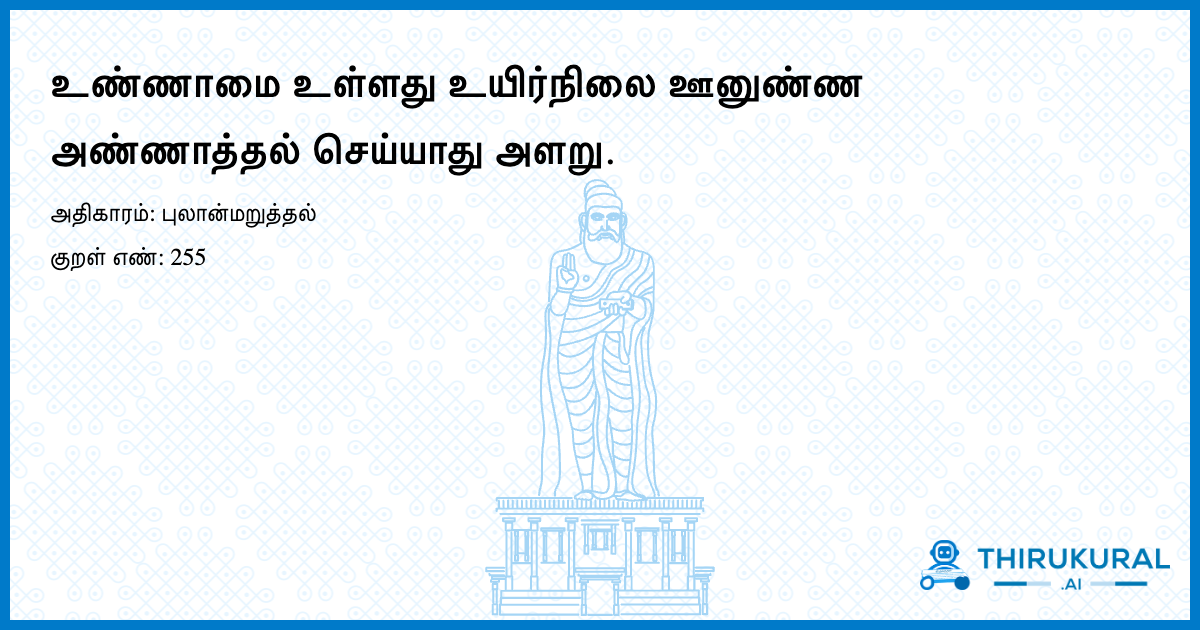 உண்ணாமை உள்ளது உயிர்நிலை ஊனுண்ண
அண்ணாத்தல் செய்யாது அளறு.
அதிகாரம்: புலான்மறுத்தல்
குறள் எண்: 255
THIRUKURAL
.AI